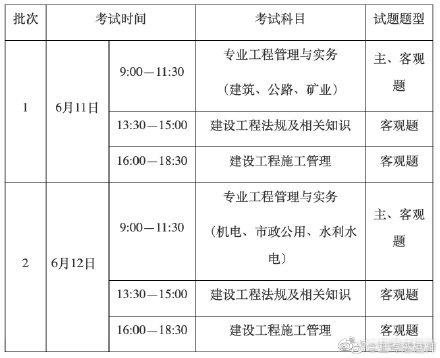 批次 考试时间 考试科目 试题题型
1 6月11日 9:00—11:30 专业工程管理与实务
（建筑、公路、矿业） 主、客观
题
13:30—15:00 建设工程法规及相关知识 客观题
16:00—18:30 建设工程施工管理 客观题
2 6月12日 9:00—11:30 专业工程管理与实务
（机电、市政公用、水利水
电） 主、客观
题
13:30—15:00 建设工程法规及相关知识 客观题
16:00—18:30 建设工程施工管理 客观题